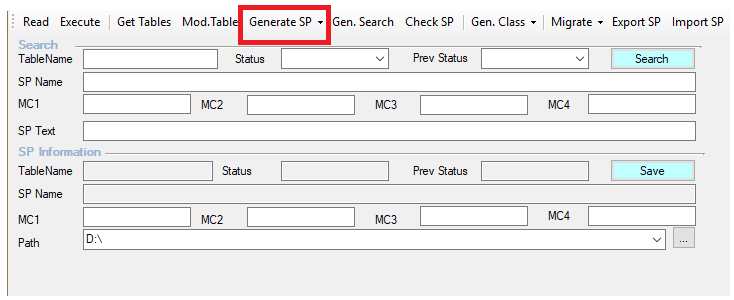 Read Execute Get Tables Mod.Table Generate SP Gen. Search Check SP Gen. Class Migrate Export SP Import SP
Search
TableName Status Prev Status Search
SP Name
MC1 MC2 MC3 MC4
SP Text
SP Information
TableName Status Prev Status Save
SP Name
MC1 MC2 MC3 MC4
Path D:\ ...